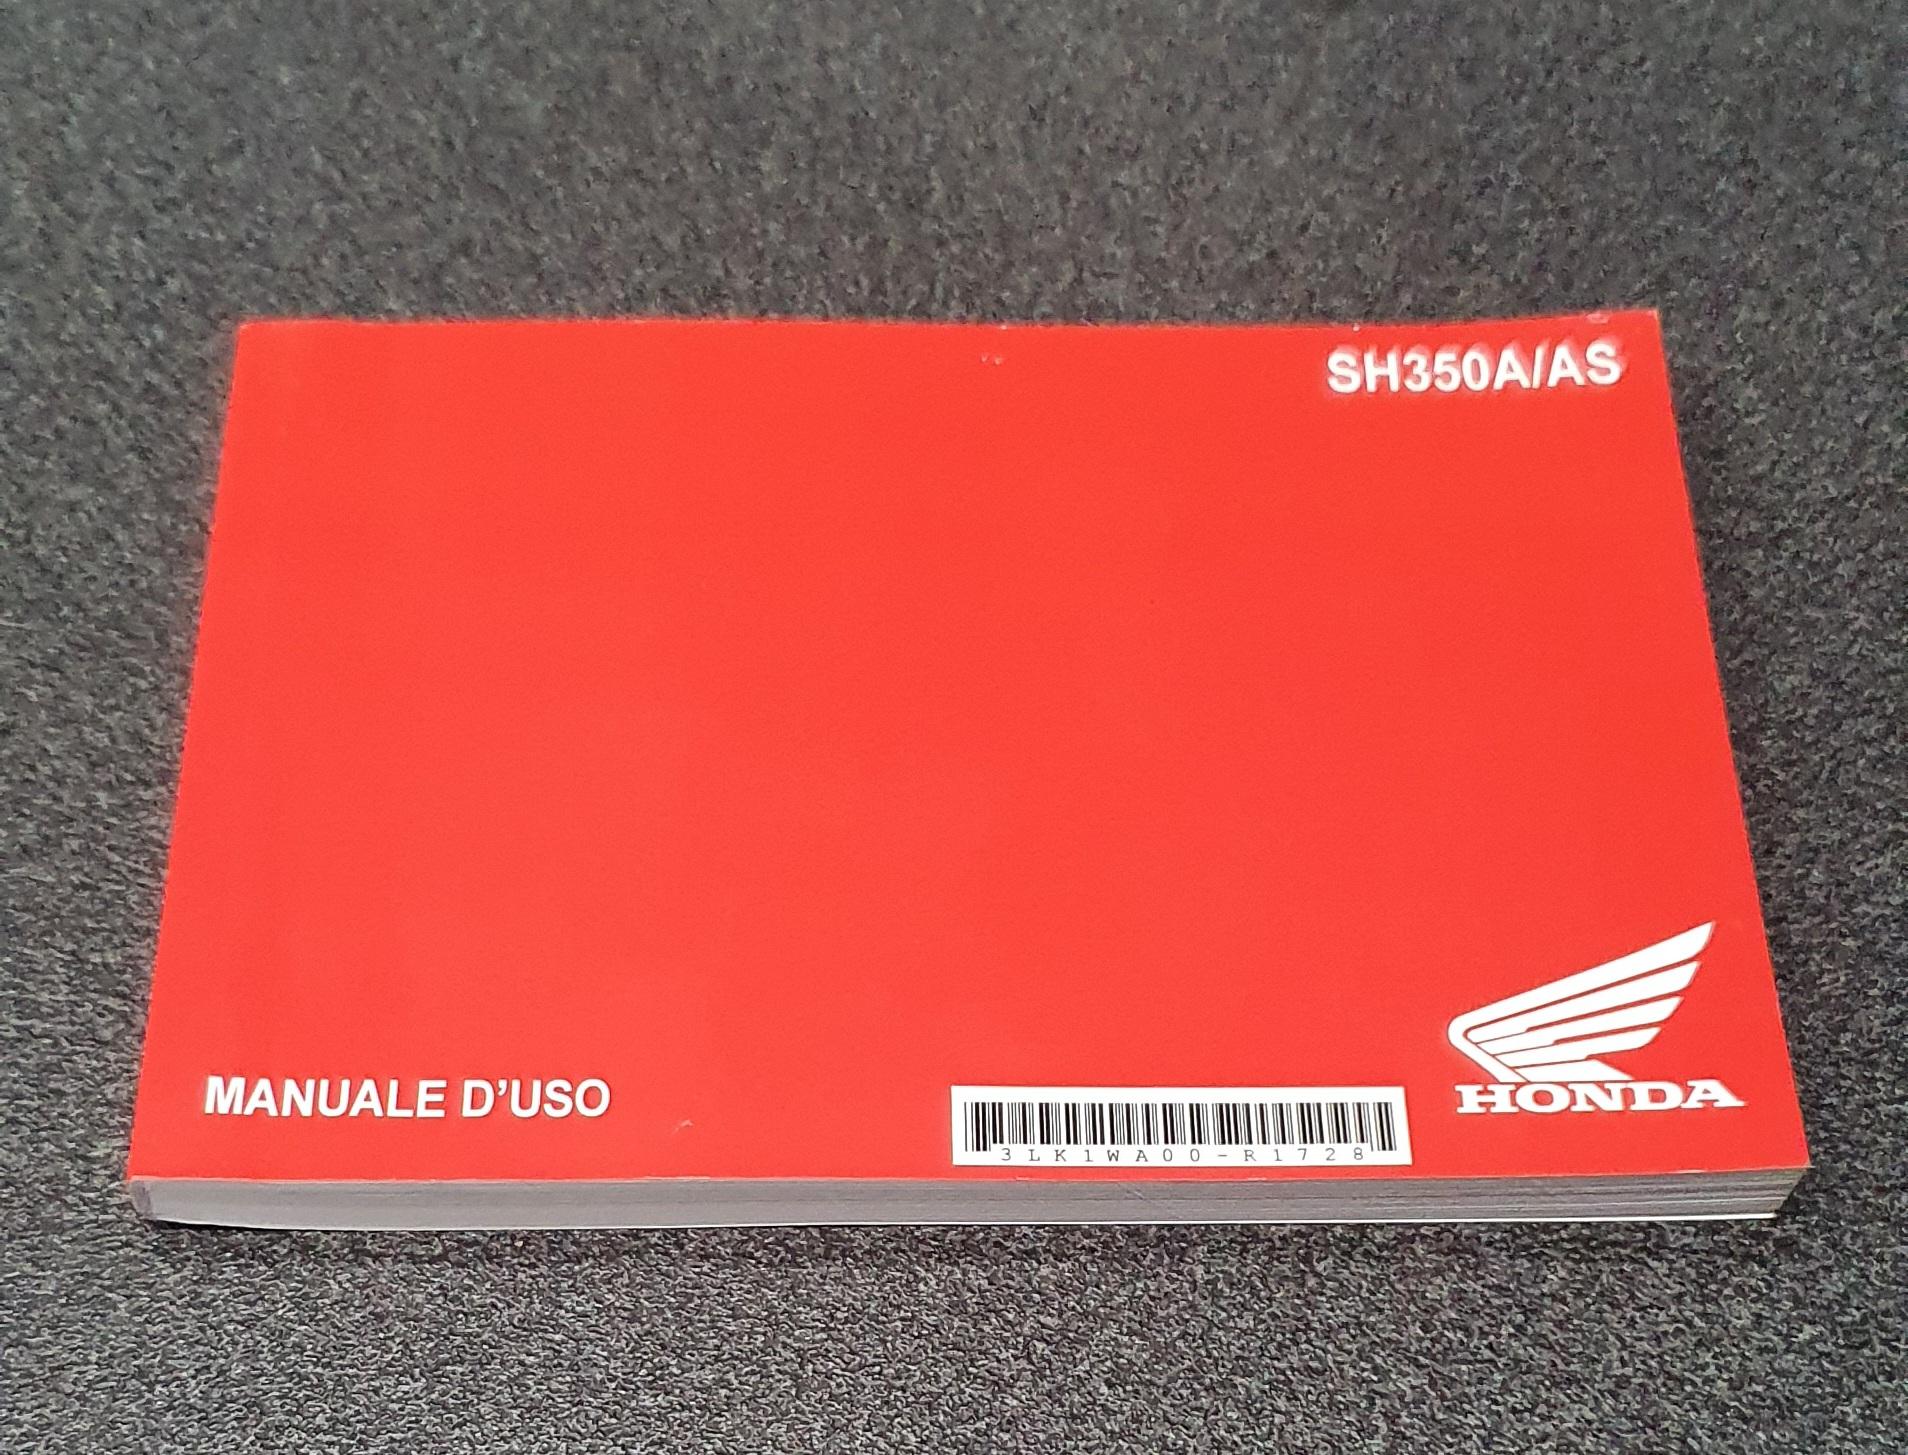 SH350A/AS
MANUALE D'USO
3LK1WA00-R1728
HONDA